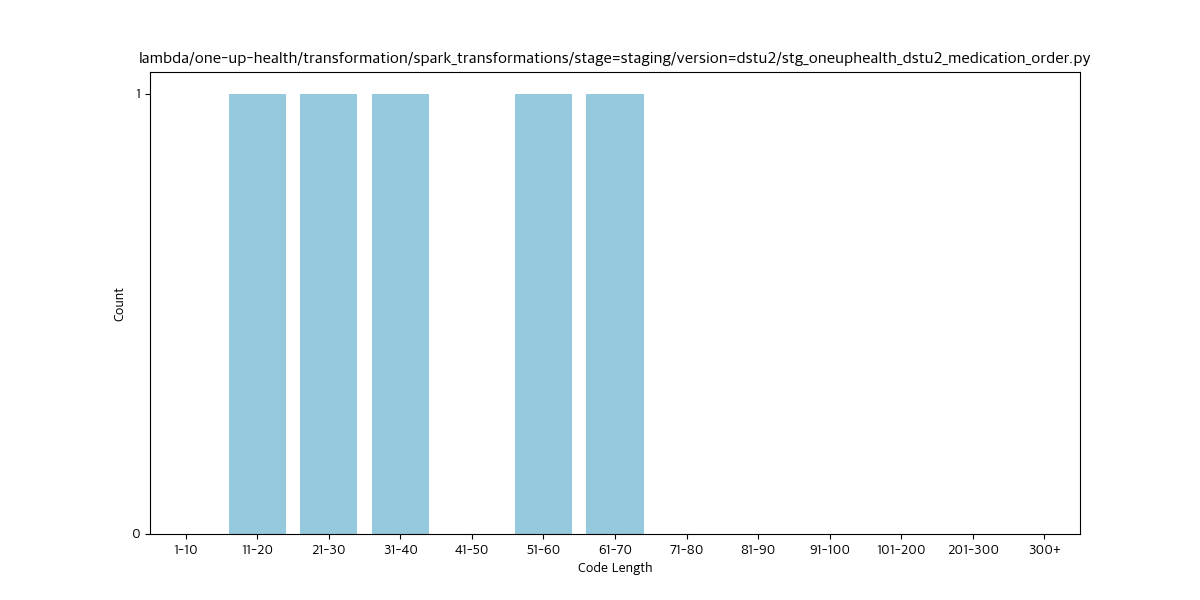 lambda/one-up-health/transformation/spark_transformations/stage=staging/version=dstu2/stg_oneuphealth_dstu2_medication_order.py
1
Count
0
1-10 11-20 21-30 31-40 41-50 51-60 61-70 71-80 81-90 91-100 101-200 201-300 300+
Code Length